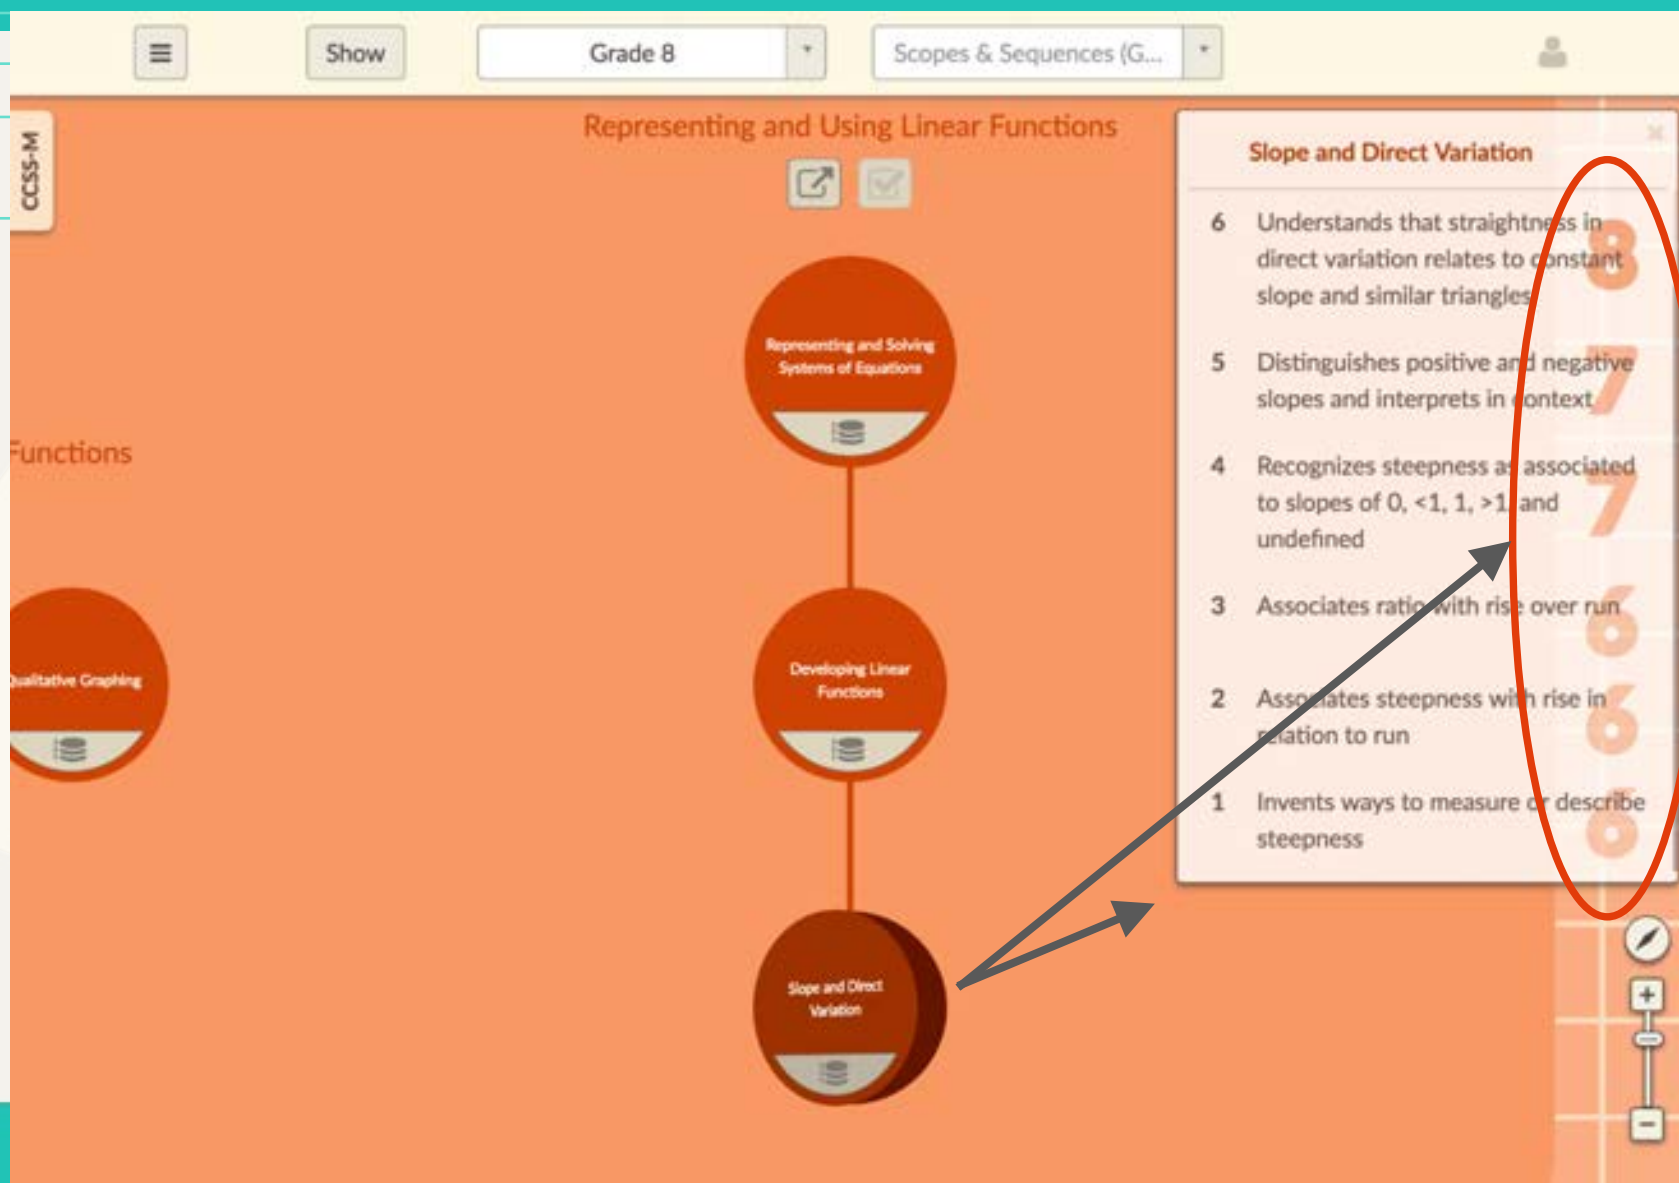 Show
Grade 8
Scopes & Sequences (G...
CCSS-M
Representing and Using Linear Functions
Functions
Representing and Solving
Systems of Equations
Qualitative Graphing
Developing Linear
Functions
Slope and Direct
Variation
Slope and Direct Variation
6 Understands that straightness in
direct variation relates to constant
slope and similar triangles
8
5 Distinguishes positive and negative
slopes and interprets in context
7
4 Recognizes steepness as associated
to slopes of 0, <1, 1, >1, and
undefined
7
3 Associates ratio with rise over run
6
2 Associates steepness with rise in
relation to run
6
1 Invents ways to measure or describe
steepness
6